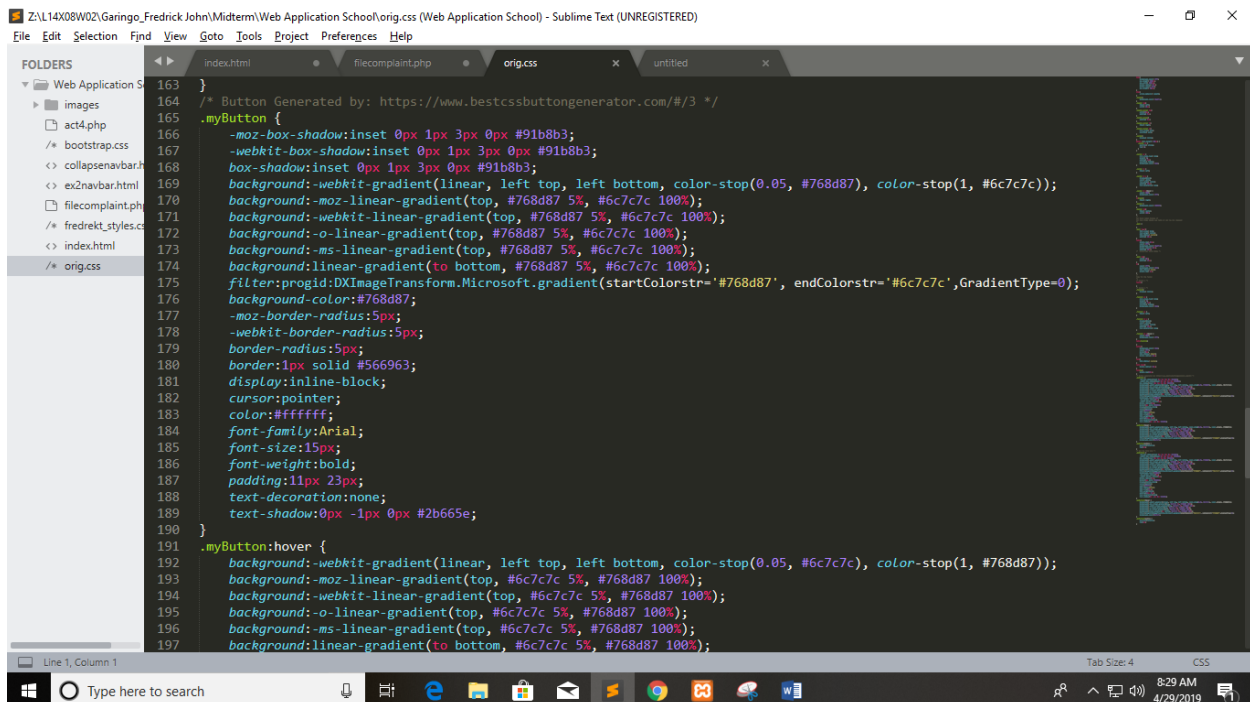 Z:\L14X08W02\Garingo_Fredrick John\Midterm\Web Application School\orig.css (Web Application School) - Sublime Text (UNREGISTERED)
File Edit Selection Find View Goto Tools Project Preferences Help
FOLDERS
Web Application S
images
act4.php
/* bootstrap.css
<> collapsenavbar.h
<> ex2navbar.html
filecomplaint.php
/* fredrekt_styles.cs
<> index.html
/* orig.css
index.html filecomplaint.php orig.css × untitled ×
163 }
164 /* Button Generated by: https://www.bestcssbuttongenerator.com/#/3 */
165 .myButton {
166 -moz-box-shadow:inset 0px 1px 3px 0px #91b8b3;
167 -webkit-box-shadow:inset 0px 1px 3px 0px #91b8b3;
168 box-shadow:inset 0px 1px 3px 0px #91b8b3;
169 background:-webkit-gradient(linear, left top, left bottom, color-stop(0.05, #768d87), color-stop(1, #6c7c7c));
170 background:-moz-linear-gradient(top, #768d87 5%, #6c7c7c 100%);
171 background:-webkit-linear-gradient(top, #768d87 5%, #6c7c7c 100%);
172 background:-o-linear-gradient(top, #768d87 5%, #6c7c7c 100%);
173 background:-ms-linear-gradient(top, #768d87 5%, #6c7c7c 100%);
174 background:linear-gradient(to bottom, #768d87 5%, #6c7c7c 100%);
175 filter:progid:DXImageTransform.Microsoft.gradient(startColorstr='#768d87', endColorstr='#6c7c7c',GradientType=0);
176 background-color:#768d87;
177 -moz-border-radius:5px;
178 -webkit-border-radius:5px;
179 border-radius:5px;
180 border:1px solid #566963;
181 display:inline-block;
182 cursor:pointer;
183 color:#ffffff;
184 font-family:Arial;
185 font-size:15px;
186 font-weight:bold;
187 padding:11px 23px;
188 text-decoration:none;
189 text-shadow:0px -1px 0px #2b665e;
190 }
191 .myButton:hover {
192 background:-webkit-gradient(linear, left top, left bottom, color-stop(0.05, #6c7c7c), color-stop(1, #768d87));
193 background:-moz-linear-gradient(top, #6c7c7c 5%, #768d87 100%);
194 background:-webkit-linear-gradient(top, #6c7c7c 5%, #768d87 100%);
195 background:-o-linear-gradient(top, #6c7c7c 5%, #768d87 100%);
196 background:-ms-linear-gradient(top, #6c7c7c 5%, #768d87 100%);
197 background:linear-gradient(to bottom, #6c7c7c 5%, #768d87 100%);
Line 1, Column 1 Tab Size: 4 CSS
Type here to search
8:29 AM
4/29/2019